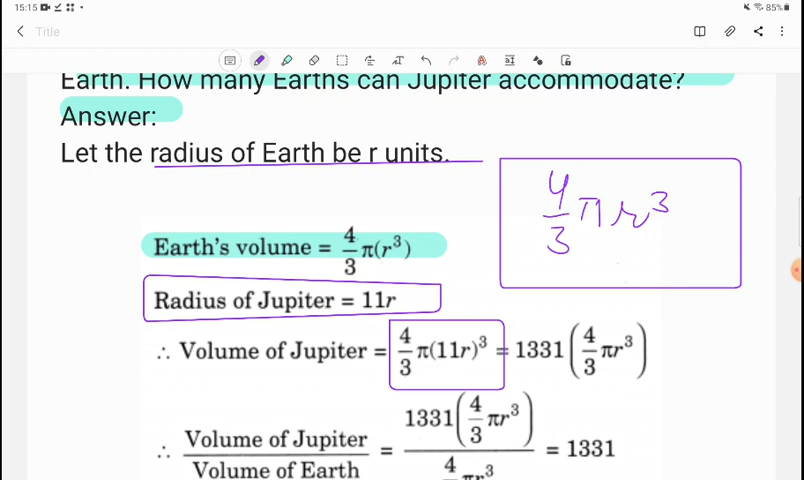 15:15
85%
Title
Earth. How many Earths can Jupiter accommodate?
Answer:
Let the radius of Earth be r units.
4/3 πr³
Earth's volume = 4/3 π(r³)
Radius of Jupiter = 11r
∴ Volume of Jupiter = 4/3 π(11r)³ = 1331(4/3 πr³)
∴ Volume of Jupiter / Volume of Earth = 1331(4/3 πr³) / 4/3 πr³ = 1331